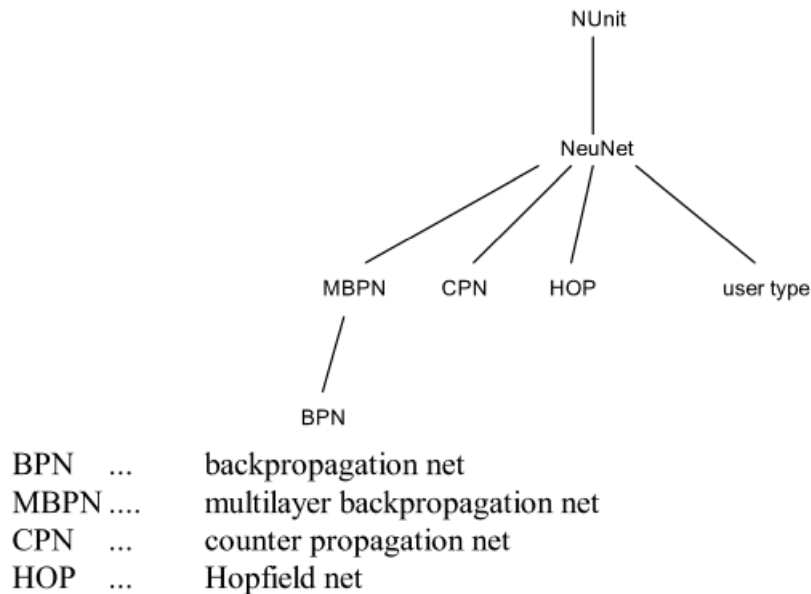 NUnit
NeuNet
MBPN CPN HOP user type
BPN
BPN ... backpropagation net
MBPN .... multilayer backpropagation net
CPN ... counter propagation net
HOP ... Hopfield net